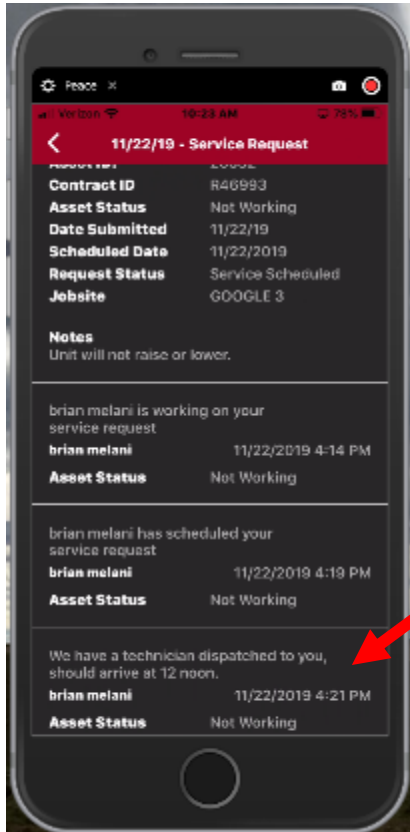 Peace ×
Verizon 10:23 AM 78%
11/22/19 - Service Request
Contract ID R46993
Asset Status Not Working
Date Submitted 11/22/19
Scheduled Date 11/22/2019
Request Status Service Scheduled
Jobsite GOOGLE 3
Notes
Unit will not raise or lower.
brian melani is working on your
service request
brian melani 11/22/2019 4:14 PM
Asset Status Not Working
brian melani has scheduled your
service request
brian melani 11/22/2019 4:19 PM
Asset Status Not Working
We have a technician dispatched to you,
should arrive at 12 noon.
brian melani 11/22/2019 4:21 PM
Asset Status Not Working